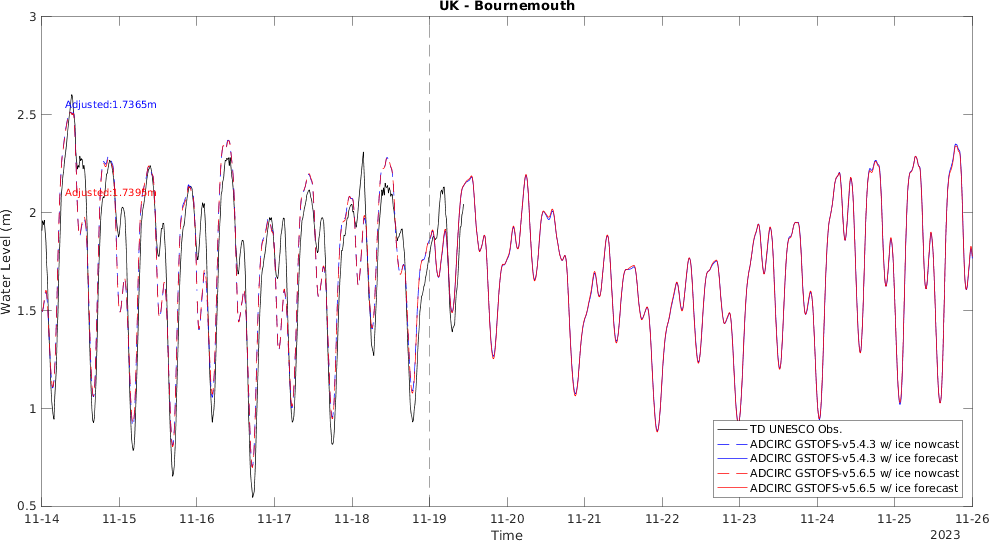 UK - Bournemouth
3
2.5
2
1.5
1
0.5
Water Level (m)
Adjusted:1.7365m
Adjusted:1.7395m
TD UNESCO Obs.
ADCIRC GSTOFS-v5.4.3 w/ ice nowcast
ADCIRC GSTOFS-v5.4.3 w/ ice forecast
ADCIRC GSTOFS-v5.6.5 w/ ice nowcast
ADCIRC GSTOFS-v5.6.5 w/ ice forecast
11-14 11-15 11-16 11-17 11-18 11-19 11-20 11-21 11-22 11-23 11-24 11-25 11-26
Time
2023